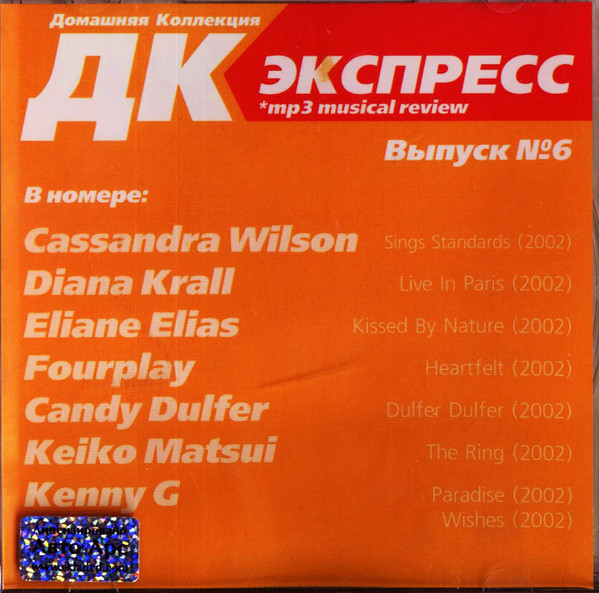 Домашняя Коллекция
ДК
ЭКСПРЕСС
*mp3 musical review
Выпуск №6
В номере:
Cassandra Wilson Sings Standards (2002)
Diana Krall Live In Paris (2002)
Eliane Elias Kissed By Nature (2002)
Fourplay Heartfelt (2002)
Candy Dulfer Dulfer Dulfer (2002)
Keiko Matsui The Ring (2002)
Kenny G Paradise (2002)
Wishes (2002)